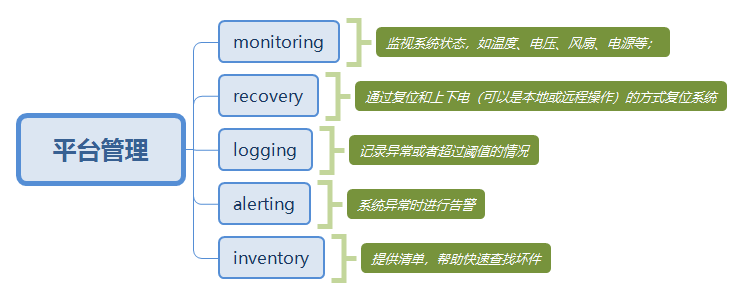 平台管理
monitoring
监视系统状态，如温度、电压、风扇、电源等；
recovery
通过复位和上下电（可以是本地或远程操作）的方式复位系统
logging
记录异常或者超过阈值的情况
alerting
系统异常时进行告警
inventory
提供清单，帮助快速查找坏件